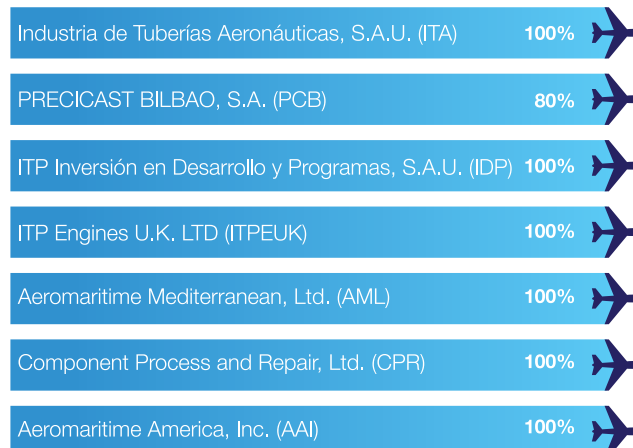 Industria de Tuberías Aeronáuticas, S.A.U. (ITA) 100%
PRECICAST BILBAO, S.A. (PCB) 80%
ITP Inversión en Desarrollo y Programas, S.A.U. (IDP) 100%
ITP Engines U.K. LTD (ITPEUK) 100%
Aeromaritime Mediterranean, Ltd. (AML) 100%
Component Process and Repair, Ltd. (CPR) 100%
Aeromaritime America, Inc. (AAI) 100%